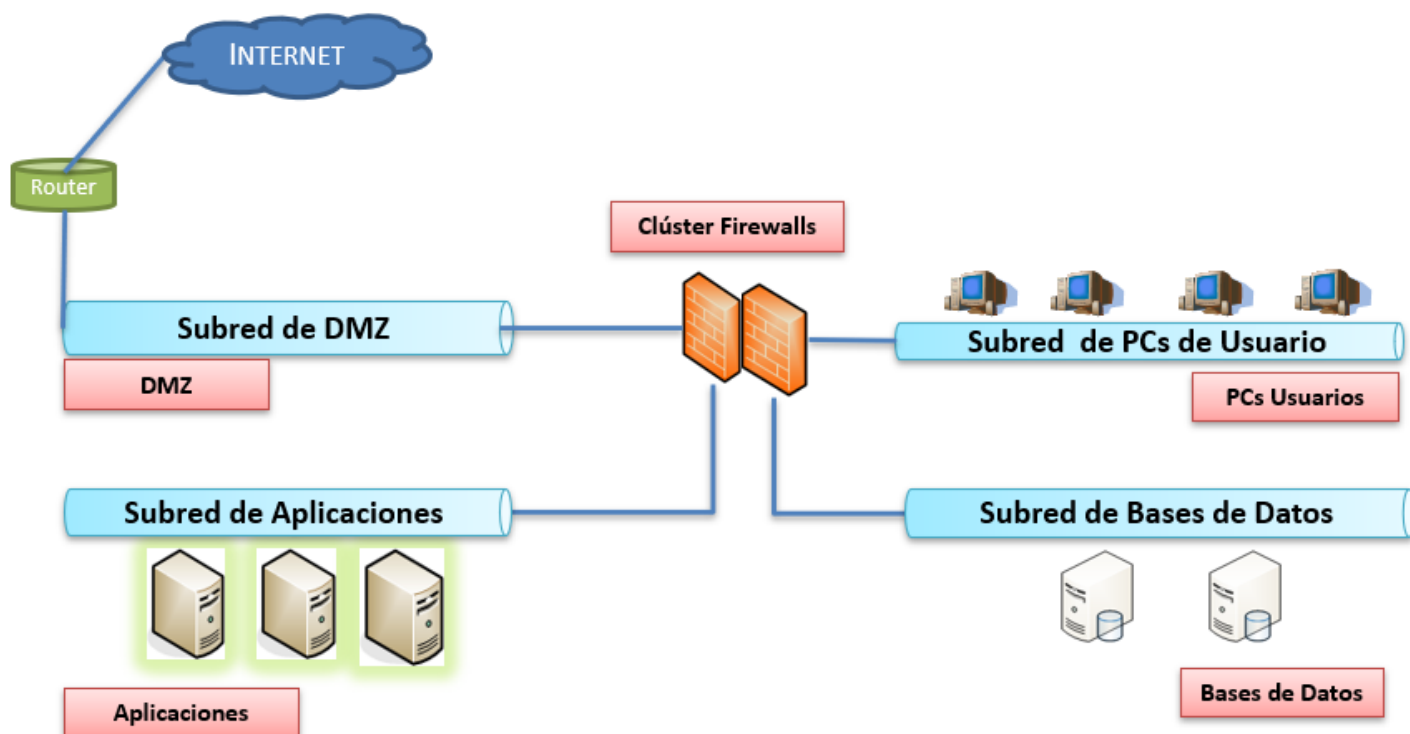 INTERNET
Router
Clúster Firewalls
Subred de DMZ
Subred de PCs de Usuario
DMZ
PCs Usuarios
Subred de Aplicaciones
Subred de Bases de Datos
Aplicaciones
Bases de Datos